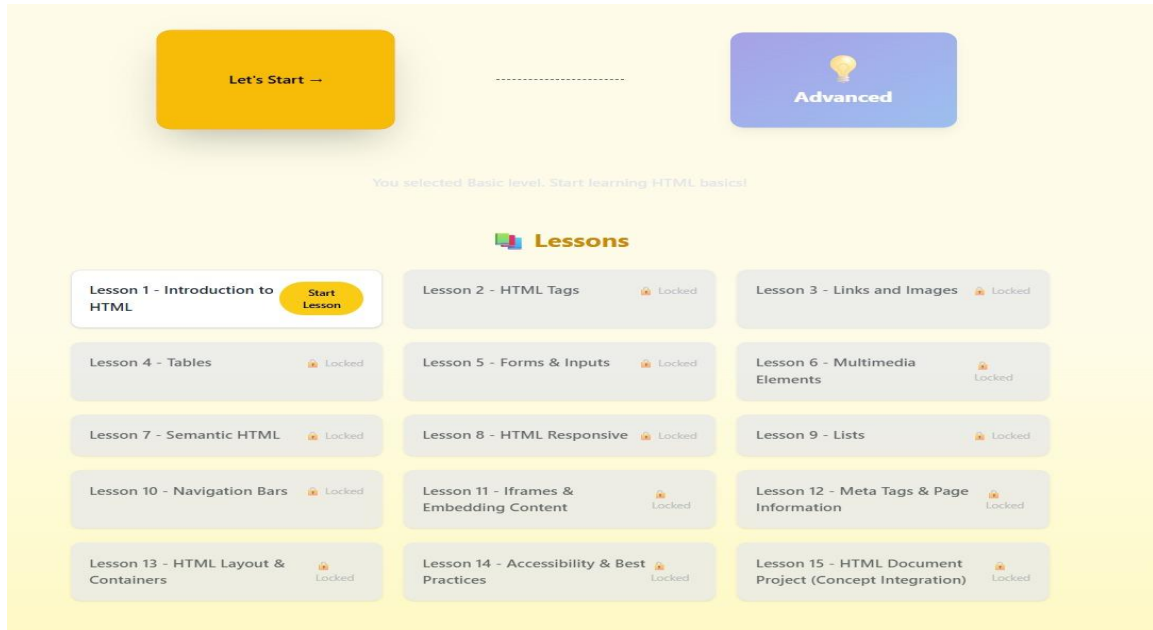 Let's Start →
Advanced
You selected Basic level. Start learning HTML basics!
Lessons
Lesson 1 - Introduction to
HTML
Start
Lesson
Lesson 2 - HTML Tags
Locked
Lesson 3 - Links and Images
Locked
Lesson 4 - Tables
Locked
Lesson 5 - Forms & Inputs
Locked
Lesson 6 - Multimedia
Elements
Locked
Lesson 7 - Semantic HTML
Locked
Lesson 8 - HTML Responsive
Locked
Lesson 9 - Lists
Locked
Lesson 10 - Navigation Bars
Locked
Lesson 11 - Iframes &
Embedding Content
Locked
Lesson 12 - Meta Tags & Page
Information
Locked
Lesson 13 - HTML Layout &
Containers
Locked
Lesson 14 - Accessibility & Best
Practices
Locked
Lesson 15 - HTML Document
Project (Concept Integration)
Locked